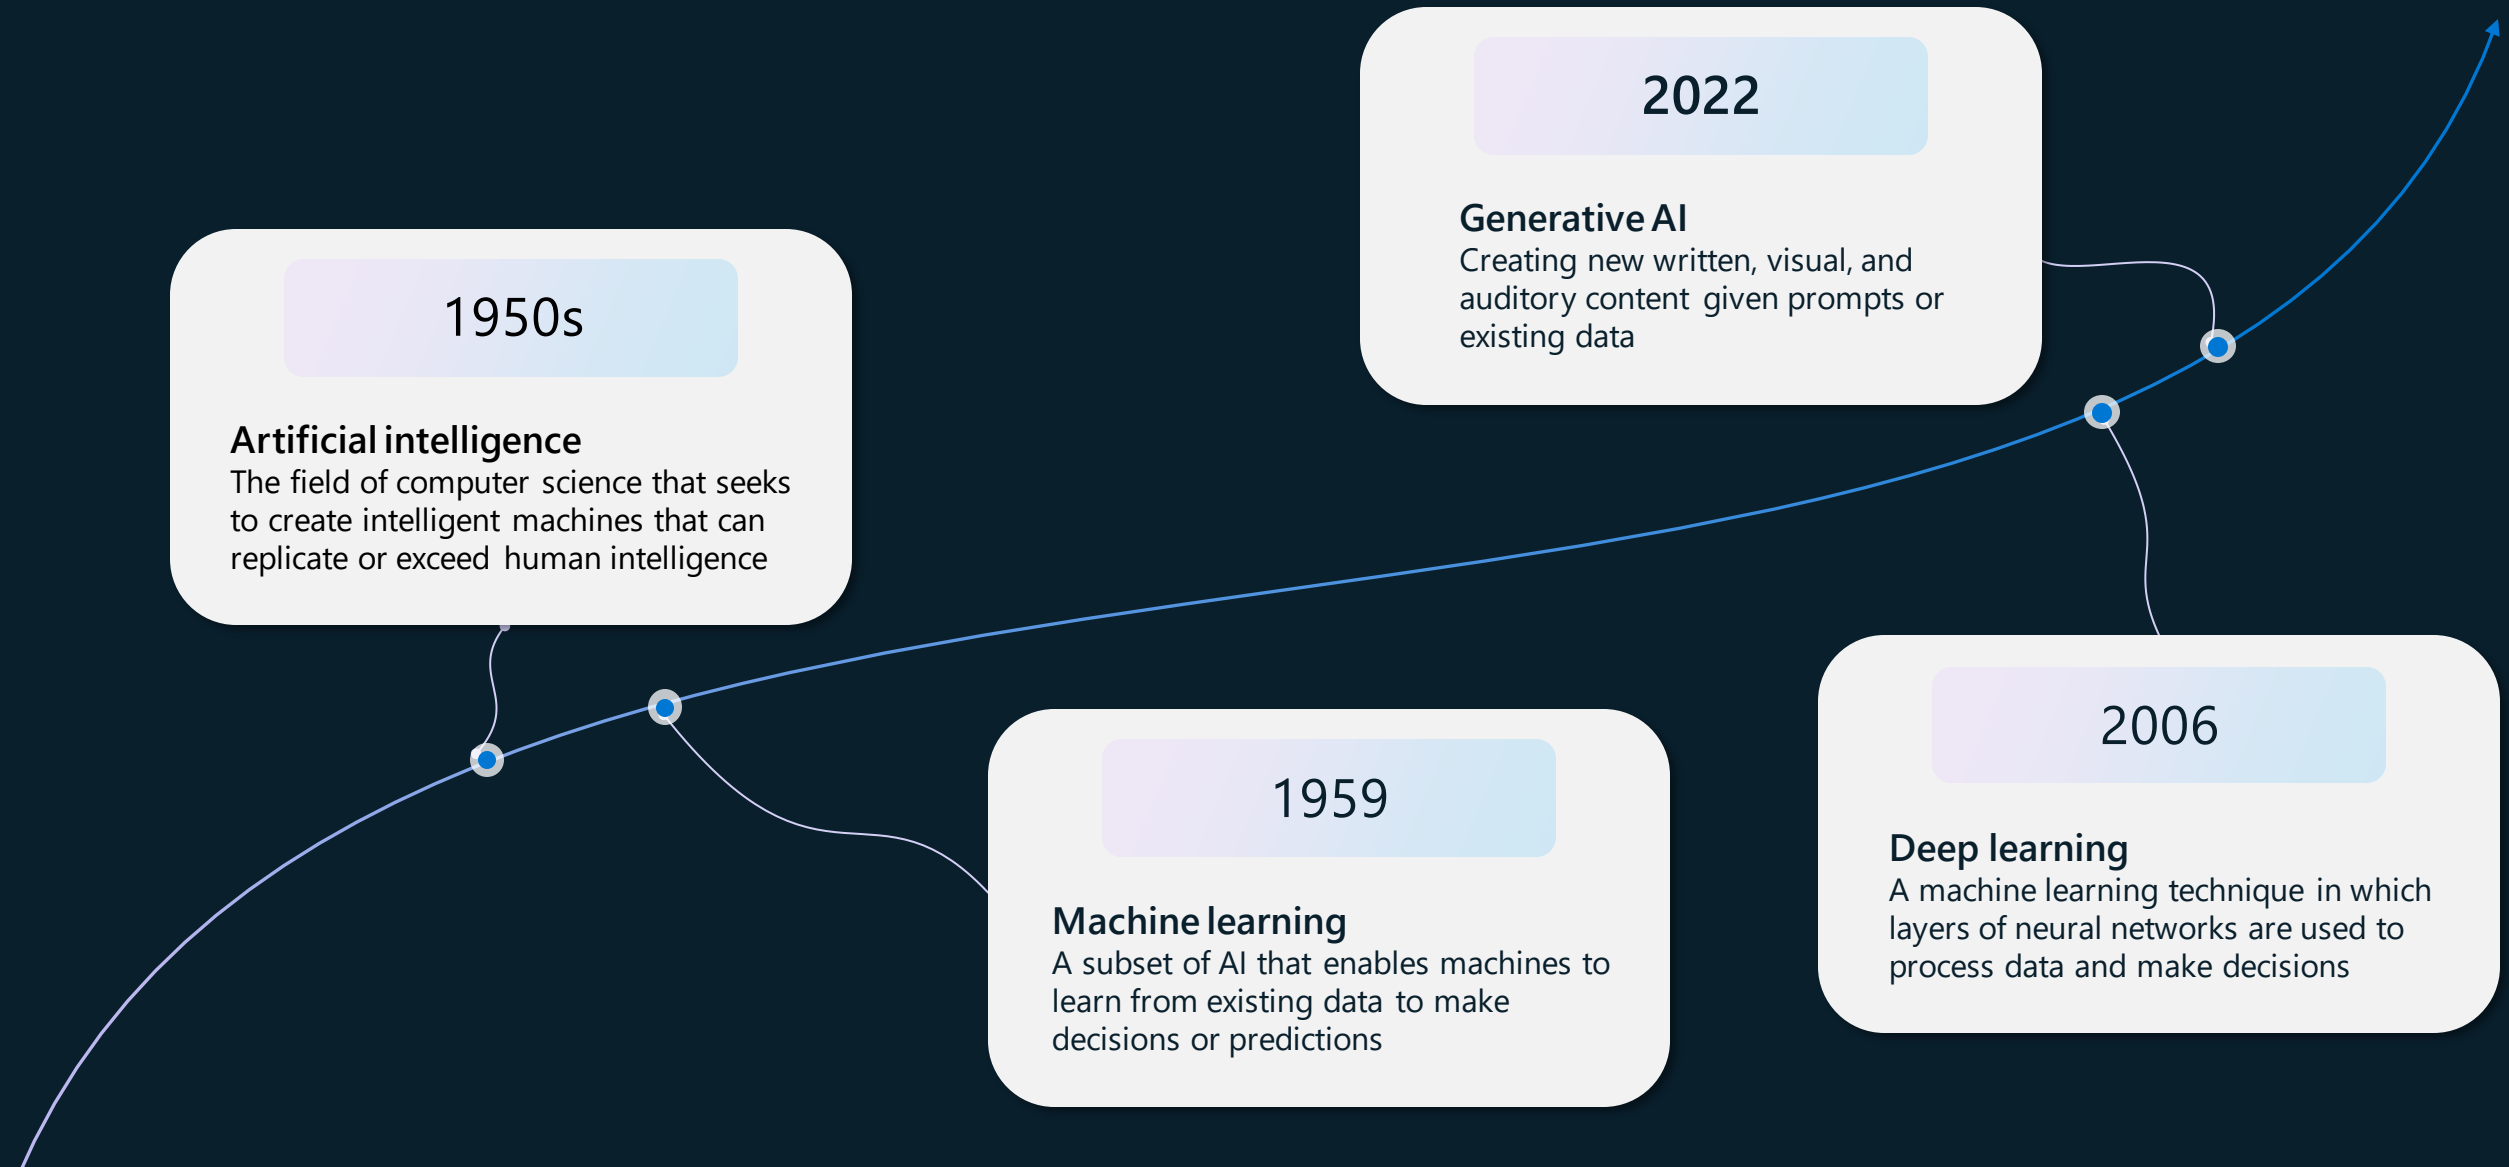 1950s
Artificial intelligence
The field of computer science that seeks
to create intelligent machines that can
replicate or exceed human intelligence
1959
Machine learning
A subset of AI that enables machines to
learn from existing data to make
decisions or predictions
2006
Deep learning
A machine learning technique in which
layers of neural networks are used to
process data and make decisions
2022
Generative AI
Creating new written, visual, and
auditory content given prompts or
existing data